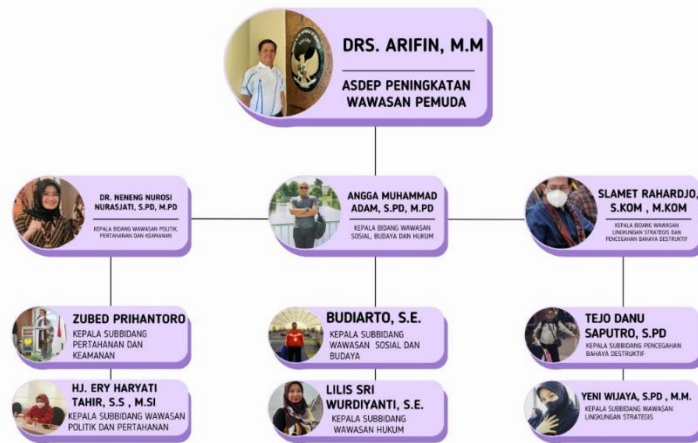 DRS. ARIFIN, M.M
ASDEP PENINGKATAN
WAWASAN PEMUDA
DR. NENENG NUROSI
NURASJATI, S.PD, M.PD
KEPALA BIDANG WAWASAN POLITIK,
PERTAHANAN DAN KEAMANAN
ANGGA MUHAMMAD
ADAM, S.PD, M.PD
KEPALA BIDANG WAWASAN
SOSIAL, BUDAYA DAN HUKUM
SLAMET RAHARDJO,
S.KOM , M.KOM
KEPALA BIDANG WAWASAN
LINGKUNGAN STRATEGIS DAN
PENCEGAHAN BAHAYA DESTRUKTIF
ZUBED PRIHANTORO
KEPALA SUBBIDANG
PERTAHANAN DAN
KEAMANAN
BUDIARTO, S.E.
KEPALA SUBBIDANG
WAWASAN SOSIAL DAN
BUDAYA
TEJO DANU
SAPUTRO, S.PD
KEPALA SUBBIDANG PENCEGAHAN
BAHAYA DESTRUKTIF
HJ. ERY HARYATI
TAHIR, S.S , M.SI
KEPALA SUBBIDANG WAWASAN
POLITIK DAN PERTAHANAN
LILIS SRI
WURDIYANTI, S.E.
KEPALA SUBBIDANG
WAWASAN HUKUM
YENI WIJAYA, S.PD , M.M.
KEPALA SUBBIDANG WAWASAN
LINGKUNGAN STRATEGIS